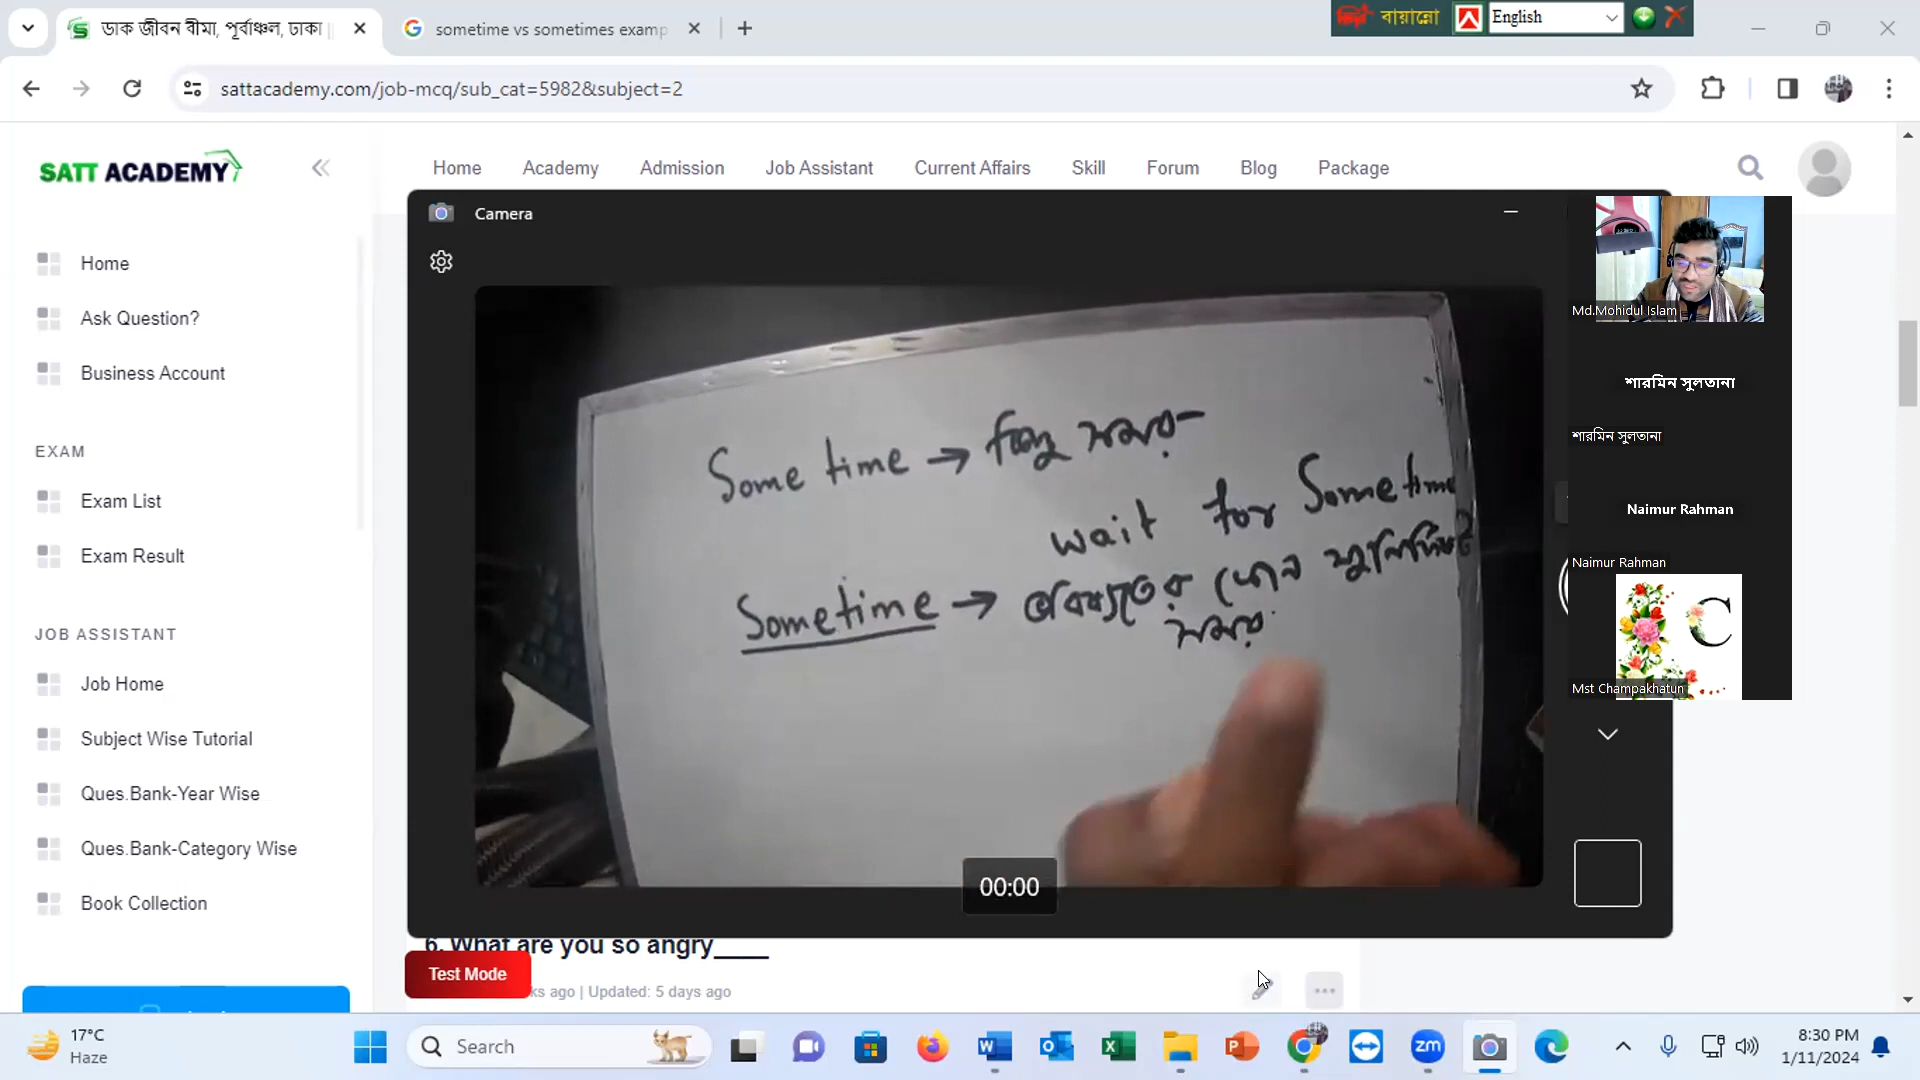 ডাক জীবন বীমা, পূর্বাঞ্চল, ঢাকা ||
sometime vs sometimes examp
বায়ান্নো
English
sattacademy.com/job-mcq/sub_cat=5982&subject=2
SATT ACADEMY
Home
Academy
Admission
Job Assistant
Current Affairs
Skill
Forum
Blog
Package
Home
Ask Question?
Business Account
EXAM
Exam List
Exam Result
JOB ASSISTANT
Job Home
Subject Wise Tutorial
Ques.Bank-Year Wise
Ques.Bank-Category Wise
Book Collection
Camera
Some time → কিছু সময়
wait for Some time
Sometime → ভবিষ্যতের কোন
সময়
00:00
Md.Mohidul Islam
শারমিন সুলতানা
শারমিন সুলতানা
Naimur Rahman
Naimur Rahman
C
Mst Champakhatun
6. What are you so angry____
Test Mode
ks ago | Updated: 5 days ago
17°C
Haze
Search
8:30 PM
1/11/2024